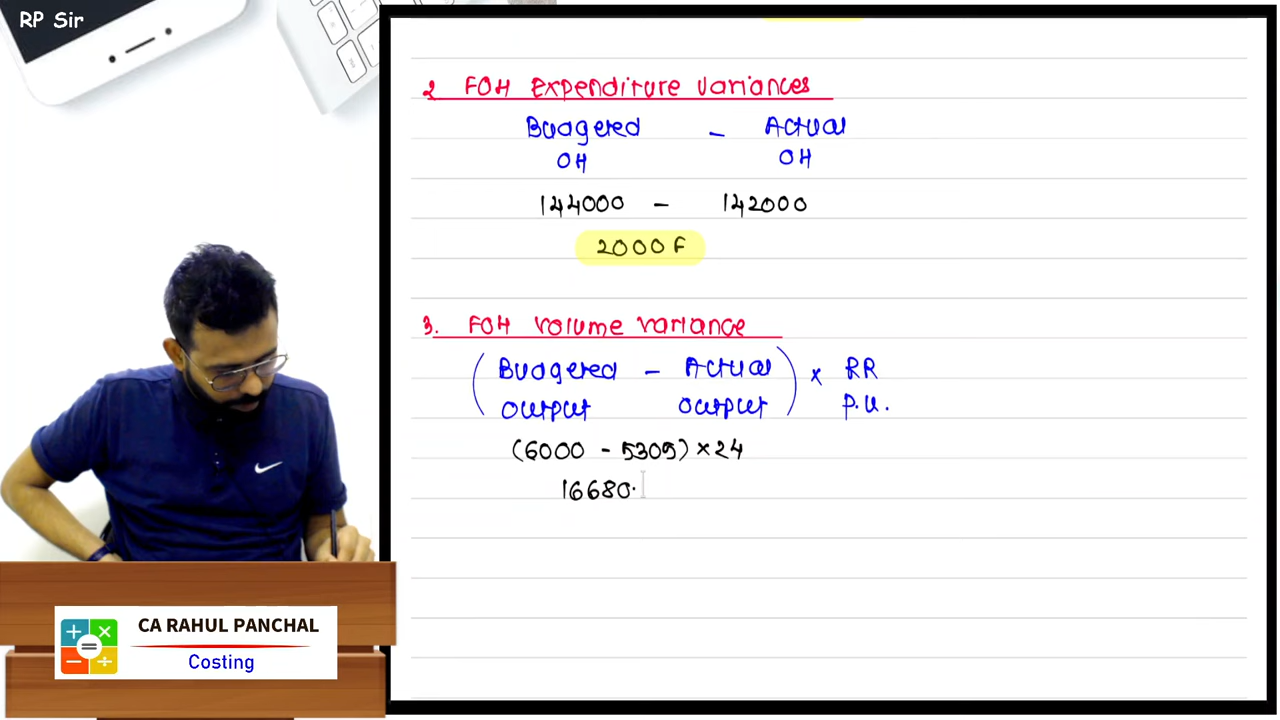 RP Sir
2 FOH Expenditure Variances
Budgeted - Actual
OH OH
144000 - 142000
2000 F
3. FOH Volume Variance
(Budgeted - Actual) × RR
Output Output P.U.
(6000 - 5305) × 24
16680.
CA RAHUL PANCHAL
Costing